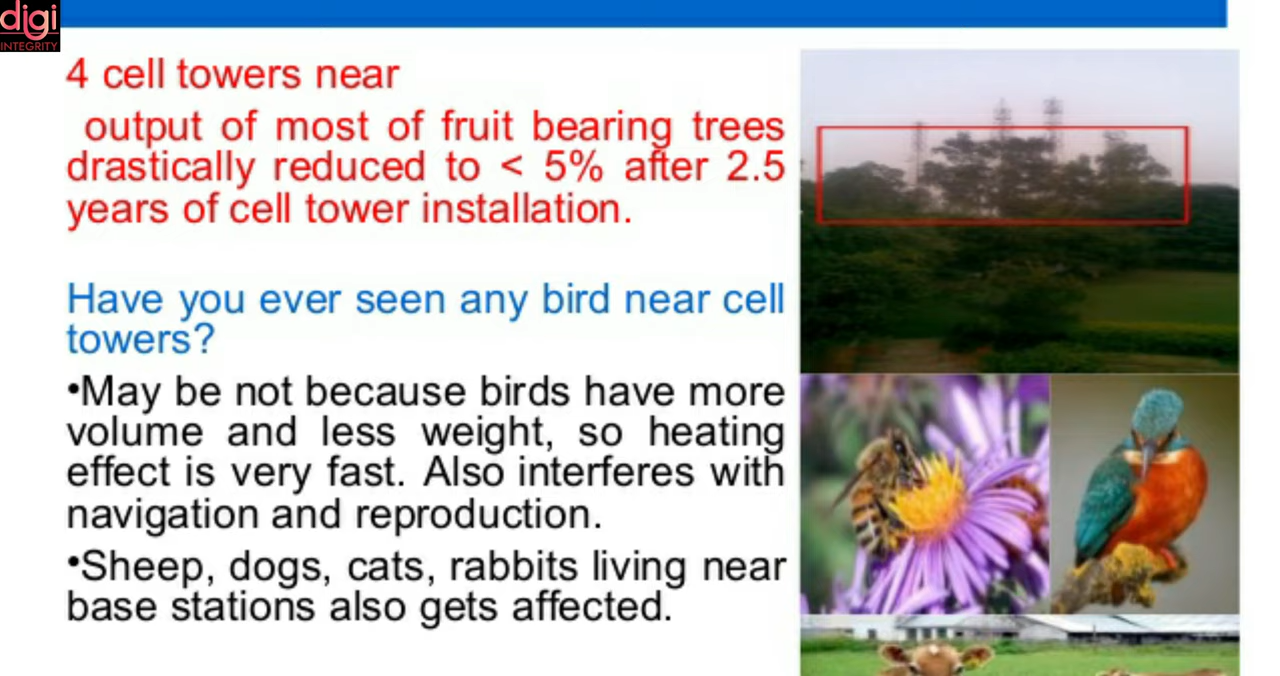 digi
INTEGRITY
4 cell towers near
output of most of fruit bearing trees
drastically reduced to < 5% after 2.5
years of cell tower installation.
Have you ever seen any bird near cell
towers?
•May be not because birds have more
volume and less weight, so heating
effect is very fast. Also interferes with
navigation and reproduction.
•Sheep, dogs, cats, rabbits living near
base stations also gets affected.